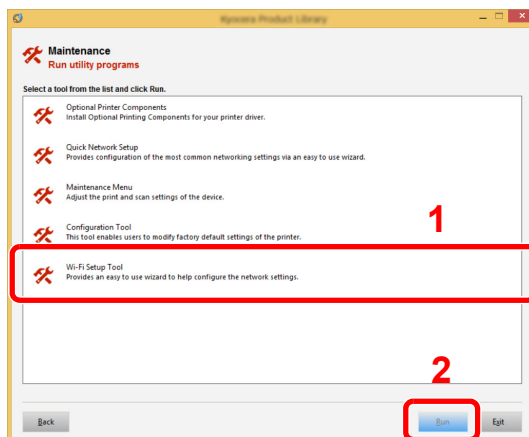 Kyocera Product Library
Maintenance
Run utility programs
Select a tool from the list and click Run.
Optional Printer Components
Install Optional Printing Components for your printer driver.
Quick Network Setup
Provides configuration of the most common networking settings via an easy to use wizard.
Maintenance Menu
Adjust the print and scan settings of the device.
Configuration Tool
This tool enables users to modify factory default settings of the printer.
1
Wi-Fi Setup Tool
Provides an easy to use wizard to help configure the network settings.
2
Back
Run
Exit